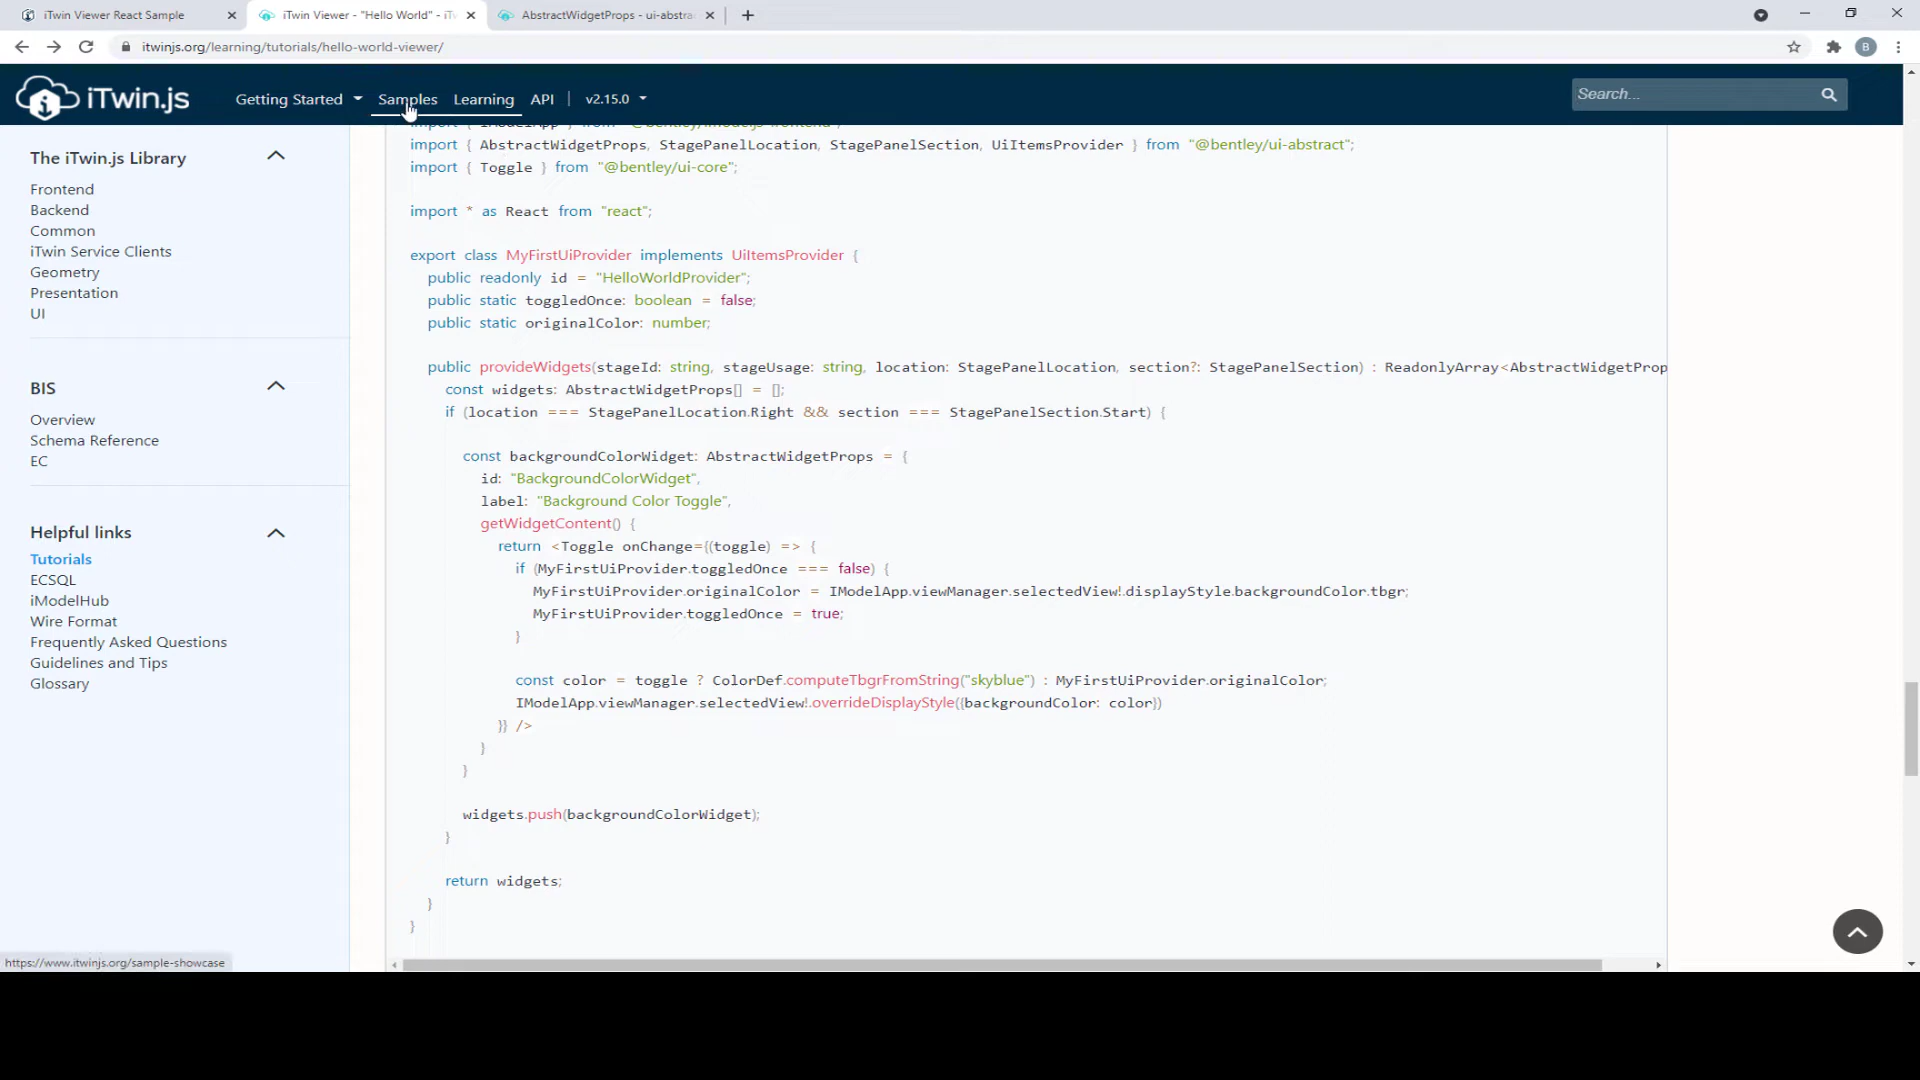 iTwin Viewer React Sample
iTwin Viewer - "Hello World" - iTw
AbstractWidgetProps - ui-abstra
itwinjs.org/learning/tutorials/hello-world-viewer/
B
iTwin.js
Getting Started
Samples
Learning
API
v2.15.0
Search...
The iTwin.js Library
Frontend
Backend
Common
iTwin Service Clients
Geometry
Presentation
UI
BIS
Overview
Schema Reference
EC
Helpful links
Tutorials
ECSQL
iModelHub
Wire Format
Frequently Asked Questions
Guidelines and Tips
Glossary
import { IModelApp } from "@bentley/imodeljs-frontend";
import { AbstractWidgetProps, StagePanelLocation, StagePanelSection, UiItemsProvider } from "@bentley/ui-abstract";
import { Toggle } from "@bentley/ui-core";
import * as React from "react";
export class MyFirstUiProvider implements UiItemsProvider {
public readonly id = "HelloWorldProvider";
public static toggledOnce: boolean = false;
public static originalColor: number;
public provideWidgets(stageId: string, stageUsage: string, location: StagePanelLocation, section?: StagePanelSection) : ReadonlyArray<AbstractWidgetProp
const widgets: AbstractWidgetProps[] = [];
if (location === StagePanelLocation.Right && section === StagePanelSection.Start) {
const backgroundColorWidget: AbstractWidgetProps = {
id: "BackgroundColorWidget",
label: "Background Color Toggle",
getWidgetContent() {
return <Toggle onChange={(toggle) => {
if (MyFirstUiProvider.toggledOnce === false) {
MyFirstUiProvider.originalColor = IModelApp.viewManager.selectedView!.displayStyle.backgroundColor.tbgr;
MyFirstUiProvider.toggledOnce = true;
}
const color = toggle ? ColorDef.computeTbgrFromString("skyblue") : MyFirstUiProvider.originalColor;
IModelApp.viewManager.selectedView!.overrideDisplayStyle({backgroundColor: color})
}} />
}
}
widgets.push(backgroundColorWidget);
}
return widgets;
}
}
https://www.itwinjs.org/sample-showcase